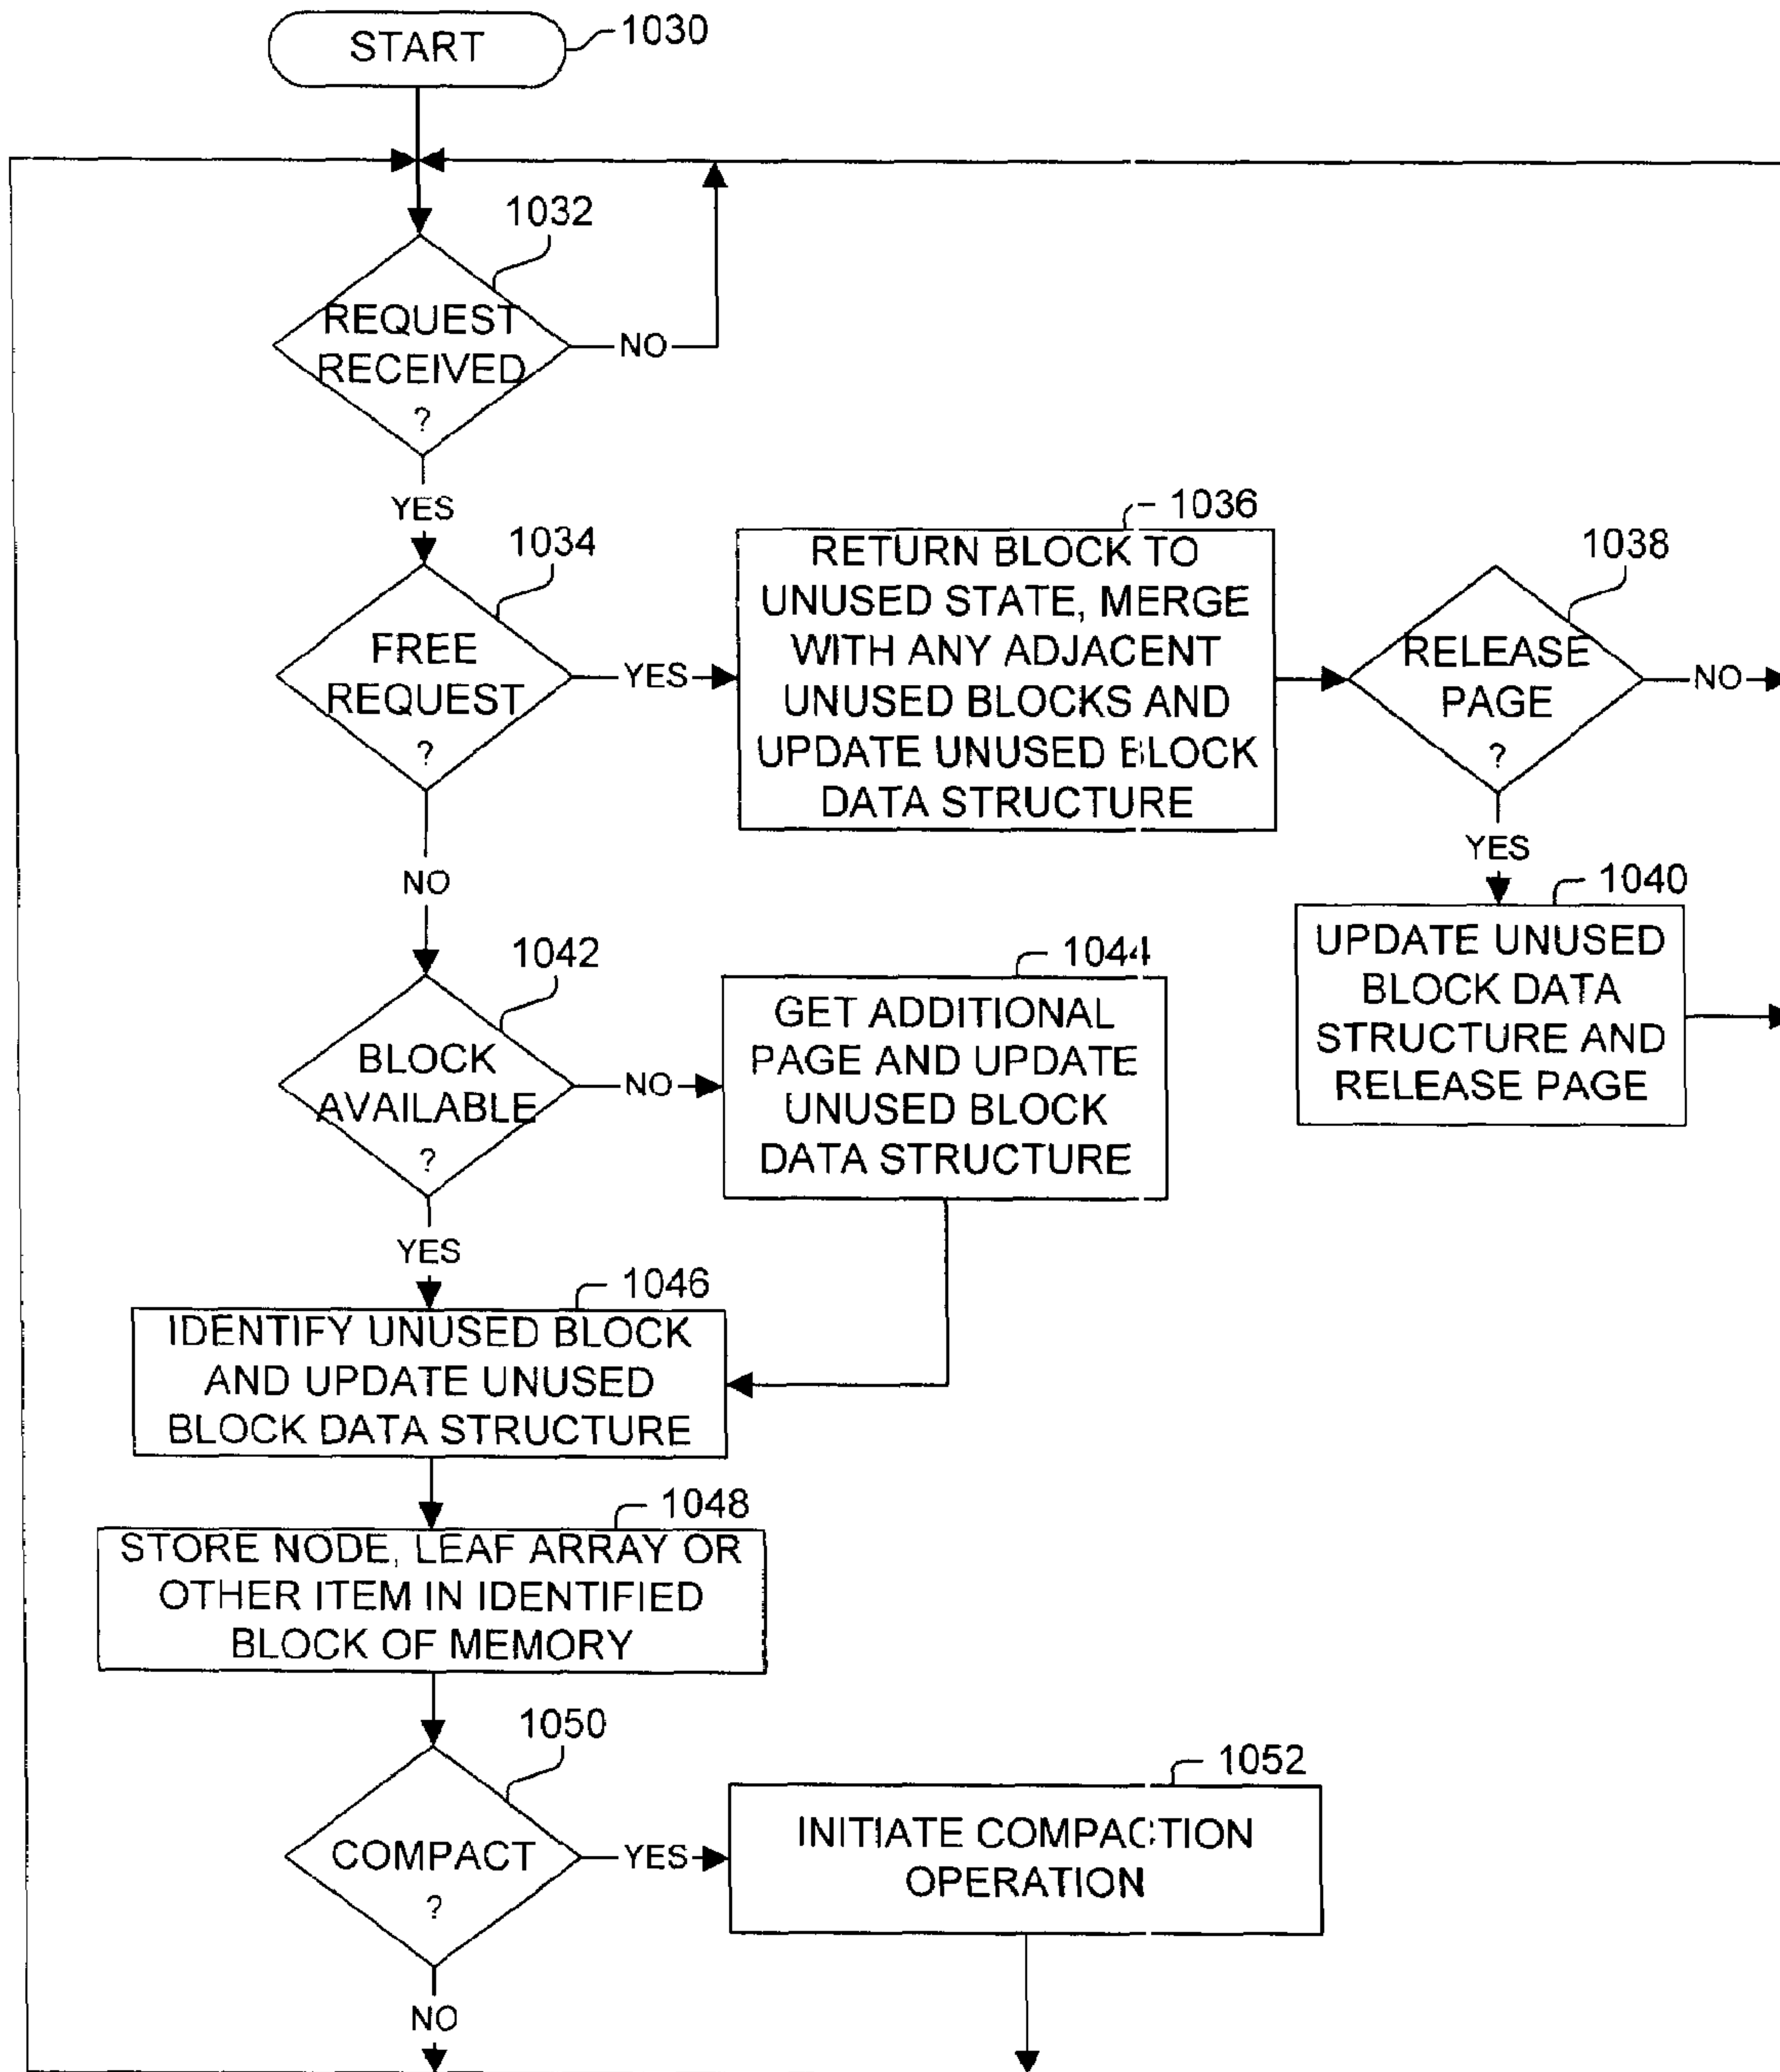 START
1030
1032
REQUEST
RECEIVED
?
NO
YES
1034
FREE
REQUEST
?
YES
1036
RETURN BLOCK TO
UNUSED STATE, MERGE
WITH ANY ADJACENT
UNUSED BLOCKS AND
UPDATE UNUSED BLOCK
DATA STRUCTURE
1038
RELEASE
PAGE
?
NO
YES
1040
UPDATE UNUSED
BLOCK DATA
STRUCTURE AND
RELEASE PAGE
NO
1042
BLOCK
AVAILABLE
?
NO
1044
GET ADDITIONAL
PAGE AND UPDATE
UNUSED BLOCK
DATA STRUCTURE
YES
1046
IDENTIFY UNUSED BLOCK
AND UPDATE UNUSED
BLOCK DATA STRUCTURE
1048
STORE NODE, LEAF ARRAY OR
OTHER ITEM IN IDENTIFIED
BLOCK OF MEMORY
1050
COMPACT
?
YES
1052
INITIATE COMPACTION
OPERATION
NO